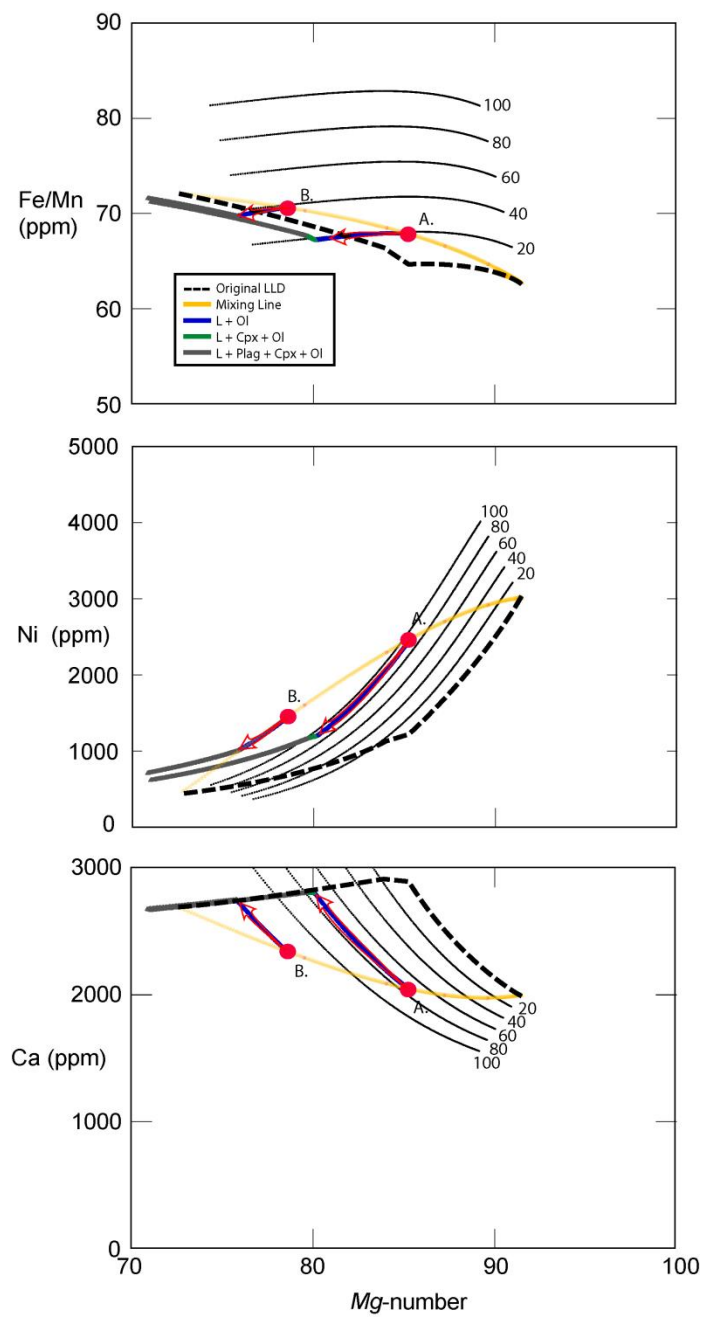 90
80
70
60
50
Fe/Mn
(ppm)
100
80
60
40
20
B.
A.
Original LLD
Mixing Line
L + Ol
L + Cpx + Ol
L + Plag + Cpx + Ol
5000
4000
3000
2000
1000
0
Ni (ppm)
100
80
60
40
20
A.
B.
3000
2000
1000
0
Ca (ppm)
B.
A.
20
40
60
80
100
70
80
90
100
Mg-number